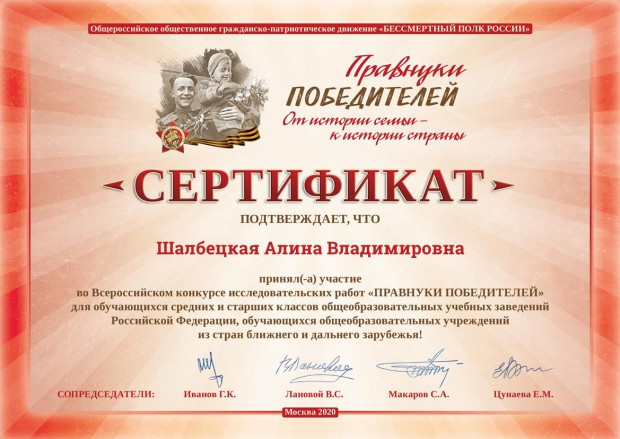 Общероссийское общественное гражданско-патриотическое движение «БЕССМЕРТНЫЙ ПОЛК РОССИИ»
Правнуки
ПОБЕДИТЕЛЕЙ
От истории семьи –
к истории страны
СЕРТИФИКАТ
ПОДТВЕРЖДАЕТ, ЧТО
Шалбецкая Алина Владимировна
принял(-а) участие
во Всероссийском конкурсе исследовательских работ «ПРАВНУКИ ПОБЕДИТЕЛЕЙ»
для обучающихся средних и старших классов общеобразовательных учебных заведений
Российской Федерации, обучающихся общеобразовательных учреждений
из стран ближнего и дальнего зарубежья!
СОПРЕДСЕДАТЕЛИ: Иванов Г.К. Лановой В.С. Макаров С.А. Цунаева Е.М.
Москва 2020